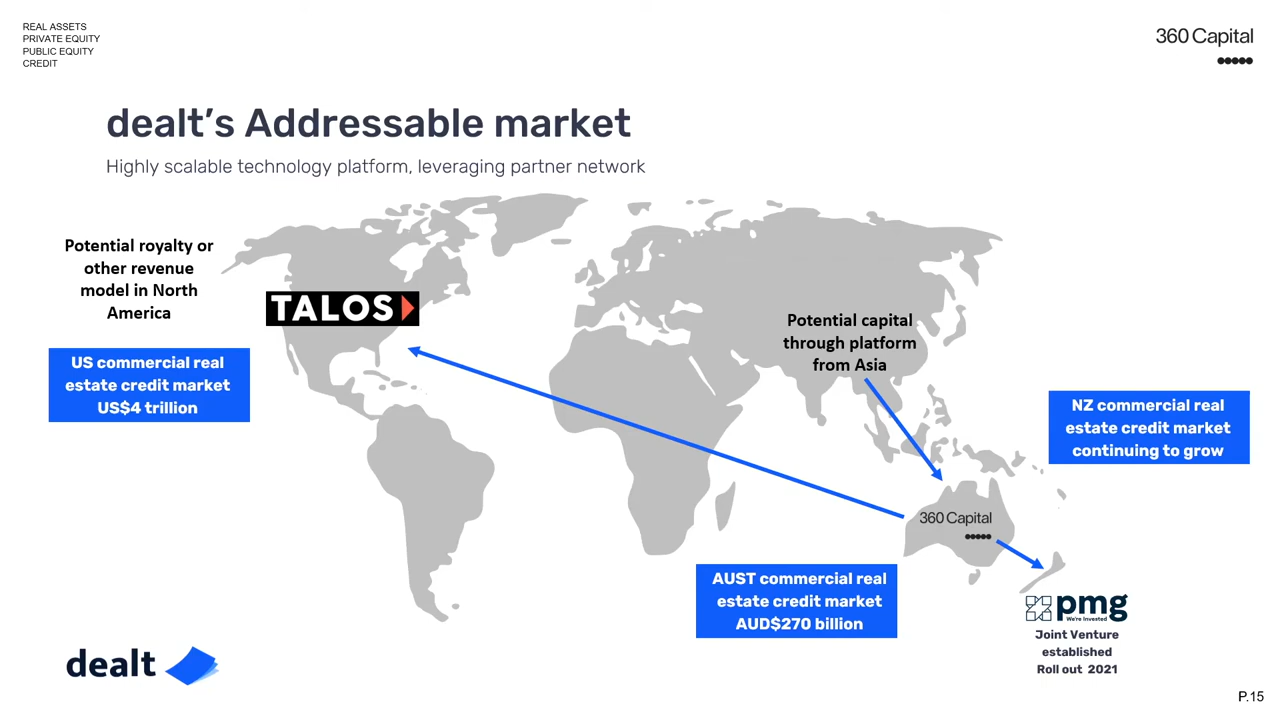 REAL ASSETS
PRIVATE EQUITY
PUBLIC EQUITY
CREDIT
360 Capital
dealt’s Addressable market
Highly scalable technology platform, leveraging partner network
Potential royalty or
other revenue
model in North
America
TALOS
US commercial real
estate credit market
US$4 trillion
Potential capital
through platform
from Asia
NZ commercial real
estate credit market
continuing to grow
360 Capital
AUST commercial real
estate credit market
AUD$270 billion
pmg
We're Invested
Joint Venture
established
Roll out 2021
dealt
P.15